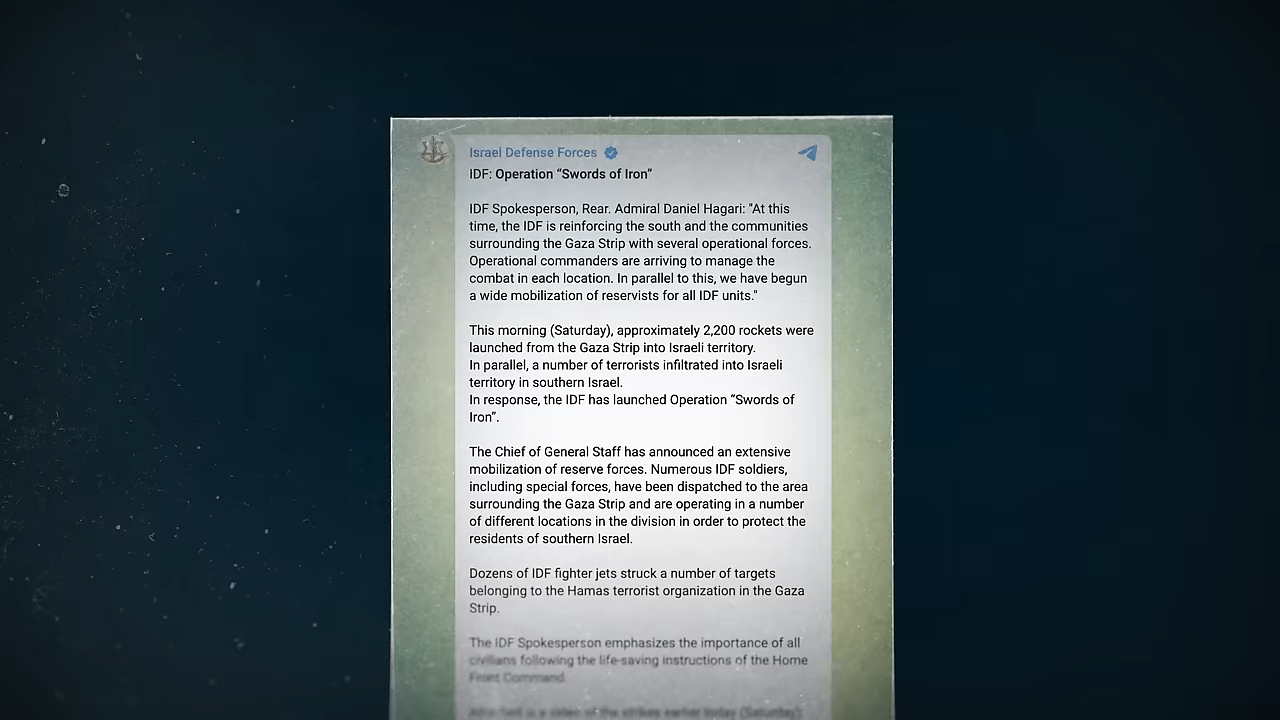 Israel Defense Forces
IDF: Operation “Swords of Iron”
IDF Spokesperson, Rear. Admiral Daniel Hagari: "At this
time, the IDF is reinforcing the south and the communities
surrounding the Gaza Strip with several operational forces.
Operational commanders are arriving to manage the
combat in each location. In parallel to this, we have begun
a wide mobilization of reservists for all IDF units."
This morning (Saturday), approximately 2,200 rockets were
launched from the Gaza Strip into Israeli territory.
In parallel, a number of terrorists infiltrated into Israeli
territory in southern Israel.
In response, the IDF has launched Operation “Swords of
Iron”.
The Chief of General Staff has announced an extensive
mobilization of reserve forces. Numerous IDF soldiers,
including special forces, have been dispatched to the area
surrounding the Gaza Strip and are operating in a number
of different locations in the division in order to protect the
residents of southern Israel.
Dozens of IDF fighter jets struck a number of targets
belonging to the Hamas terrorist organization in the Gaza
Strip.
The IDF Spokesperson emphasizes the importance of all
civilians following the life-saving instructions of the Home
Front Command.